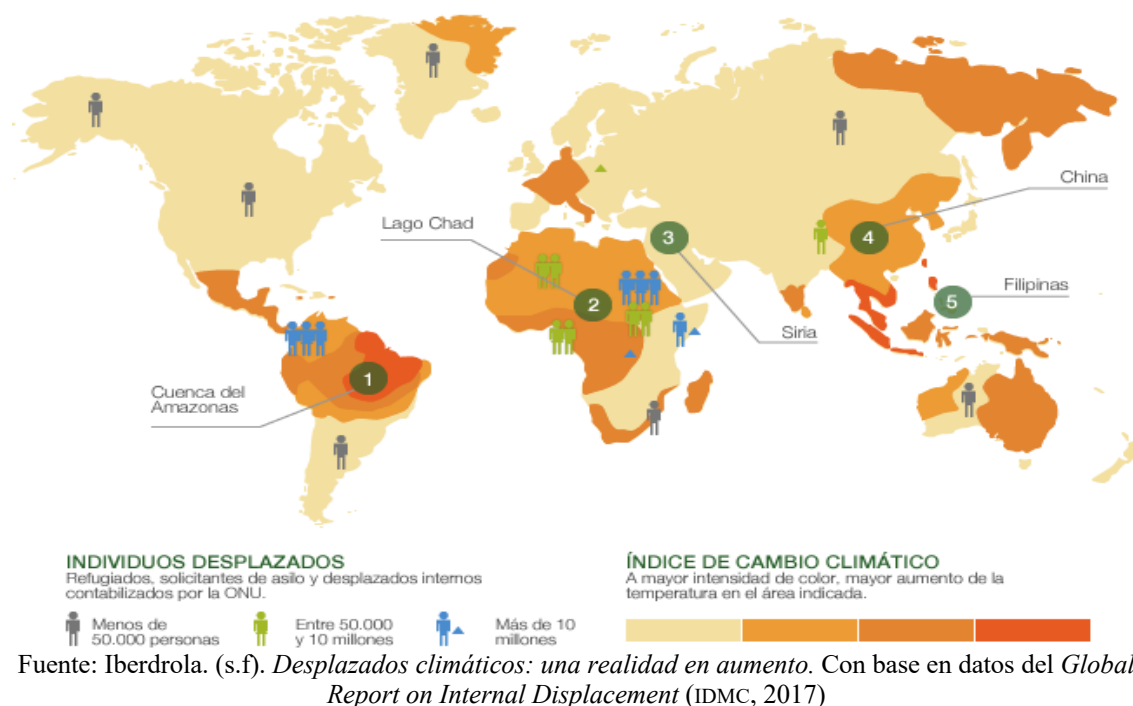 China
Lago Chad
3
4
Filipinas
2
5
Siria
1
Cuenca del
Amazonas
INDIVIDUOS DESPLAZADOS
Refugiados, solicitantes de asilo y desplazados internos
contabilizados por la ONU.
Menos de
50.000 personas
Entre 50.000
y 10 millones
Más de 10
millones
ÍNDICE DE CAMBIO CLIMÁTICO
A mayor intensidad de color, mayor aumento de la
temperatura en el área indicada.
Fuente: Iberdrola. (s.f). Desplazados climáticos: una realidad en aumento. Con base en datos del Global
Report on Internal Displacement (IDMC, 2017)